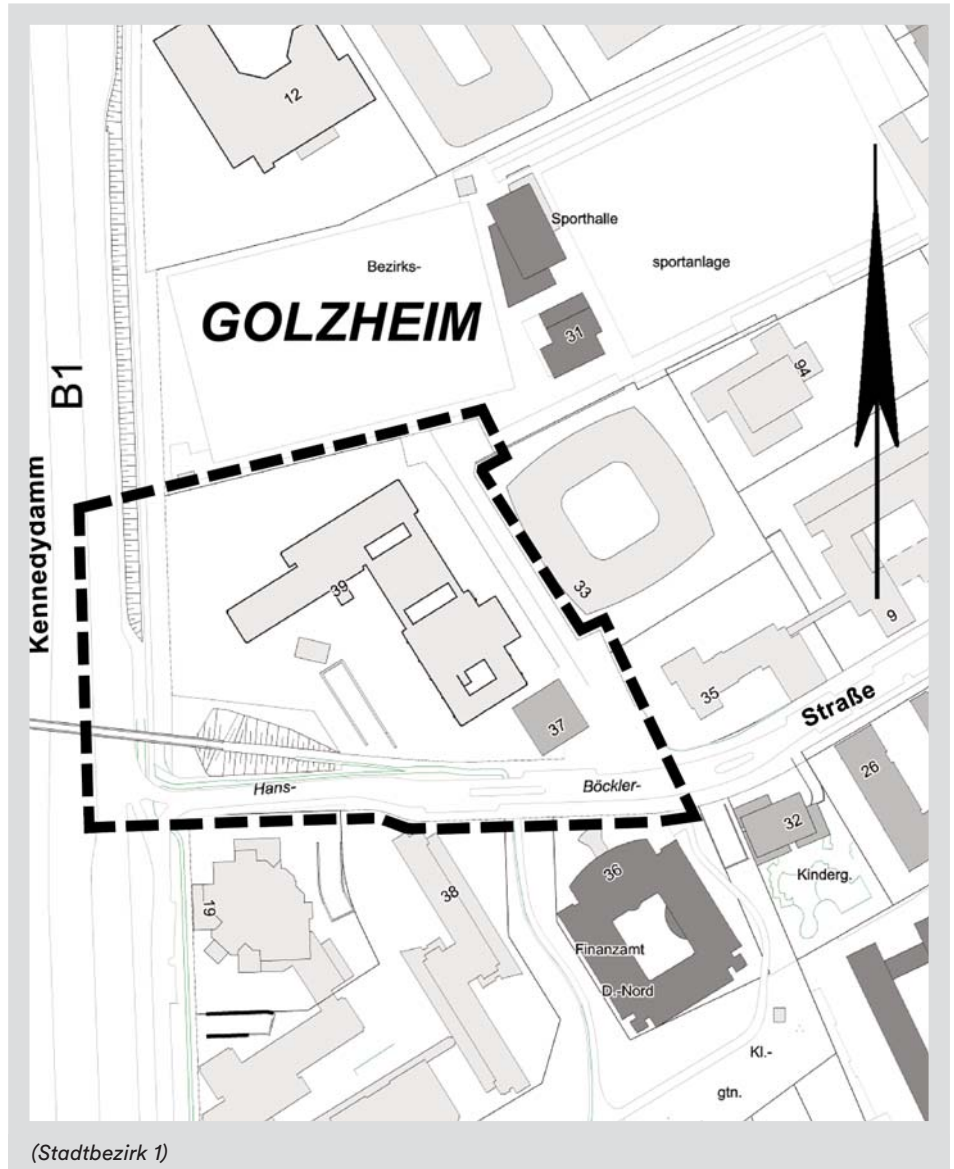 12
Sporthalle
Bezirks-
sportanlage
GOLZHEIM
31
94
B1
Kennedydamm
33
39
9
35
Straße
37
26
Hans-
Böckler-
32
36
Kinderg.
19
38
Finanzamt
D.-Nord
Kl.-
gtn.
(Stadtbezirk 1)